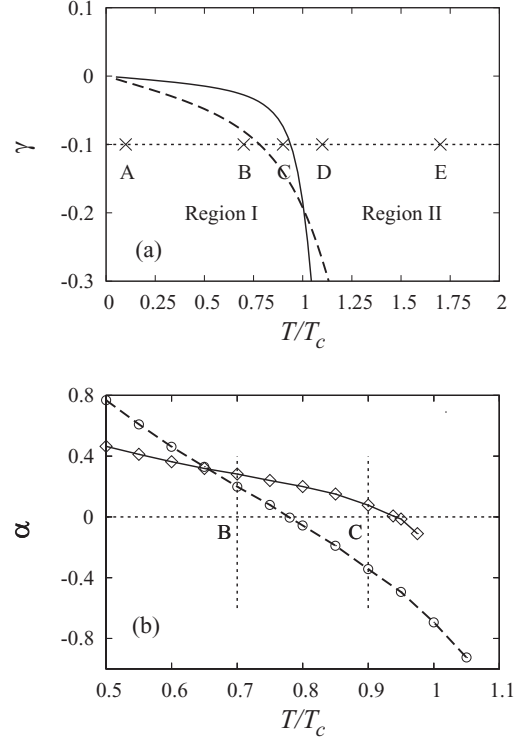 0
-0.1
-0.2
-0.3
γ
A
B
C
D
E
Region I
Region II
(a)
0
0.25
0.5
0.75
1
1.25
1.5
1.75
2
T/Tc
0.8
0.4
0
-0.4
-0.8
α
B
C
(b)
0.5
0.6
0.7
0.8
0.9
1
1.1
T/Tc